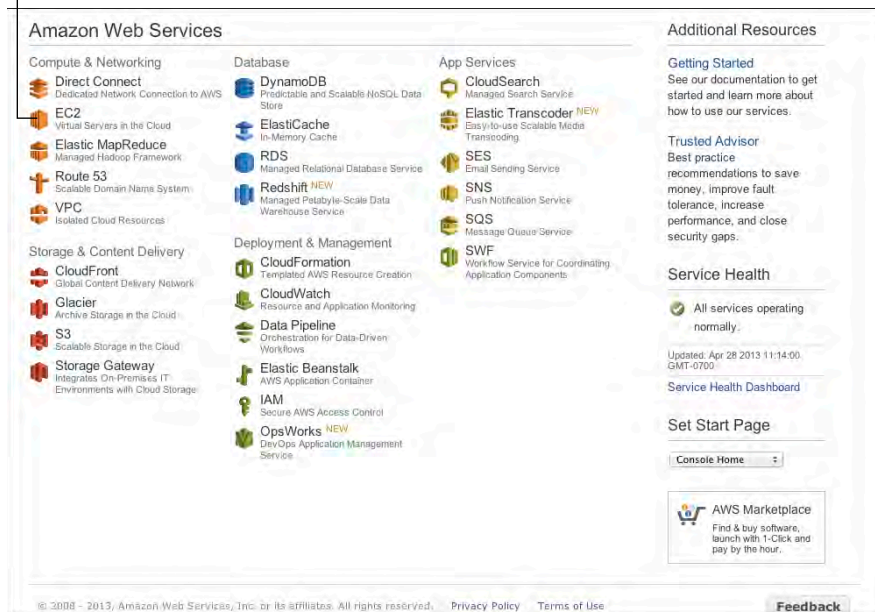 Amazon Web Services
Compute & Networking
Direct Connect
Dedicated Network Connection to AWS
EC2
Virtual Servers in the Cloud
Elastic MapReduce
Managed Hadoop Framework
Route 53
Scalable Domain Name System
VPC
Isolated Cloud Resources
Storage & Content Delivery
CloudFront
Global Content Delivery Network
Glacier
Archive Storage in the Cloud
S3
Scalable Storage in the Cloud
Storage Gateway
Integrates On-Premises IT
Environments with Cloud Storage
Database
DynamoDB
Predictable and Scalable NoSQL Data
Store
ElastiCache
In-Memory Cache
RDS
Managed Relational Database Service
Redshift NEW
Managed Petabyte-Scale Data
Warehouse Service
Deployment & Management
CloudFormation
Templated AWS Resource Creation
CloudWatch
Resource and Application Monitoring
Data Pipeline
Orchestration for Data-Driven
Workflows
Elastic Beanstalk
AWS Application Container
IAM
Secure AWS Access Control
OpsWorks NEW
DevOps Application Management
Service
App Services
CloudSearch
Managed Search Service
Elastic Transcoder NEW
Easy-to-use Scalable Media
Transcoding
SES
Email Sending Service
SNS
Push Notification Service
SQS
Message Queue Service
SWF
Workflow Service for Coordinating
Application Components
Additional Resources
Getting Started
See our documentation to get
started and learn more about
how to use our services.
Trusted Advisor
Best practice
recommendations to save
money, improve fault
tolerance, increase
performance, and close
security gaps.
Service Health
All services operating
normally.
Updated: Apr 28 2013 11:14:00
GMT-0700
Service Health Dashboard
Set Start Page
Console Home
AWS Marketplace
Find & buy software,
launch with 1-Click and
pay by the hour.
© 2008 - 2013, Amazon Web Services, Inc. or its affiliates. All rights reserved. Privacy Policy Terms of Use Feedback